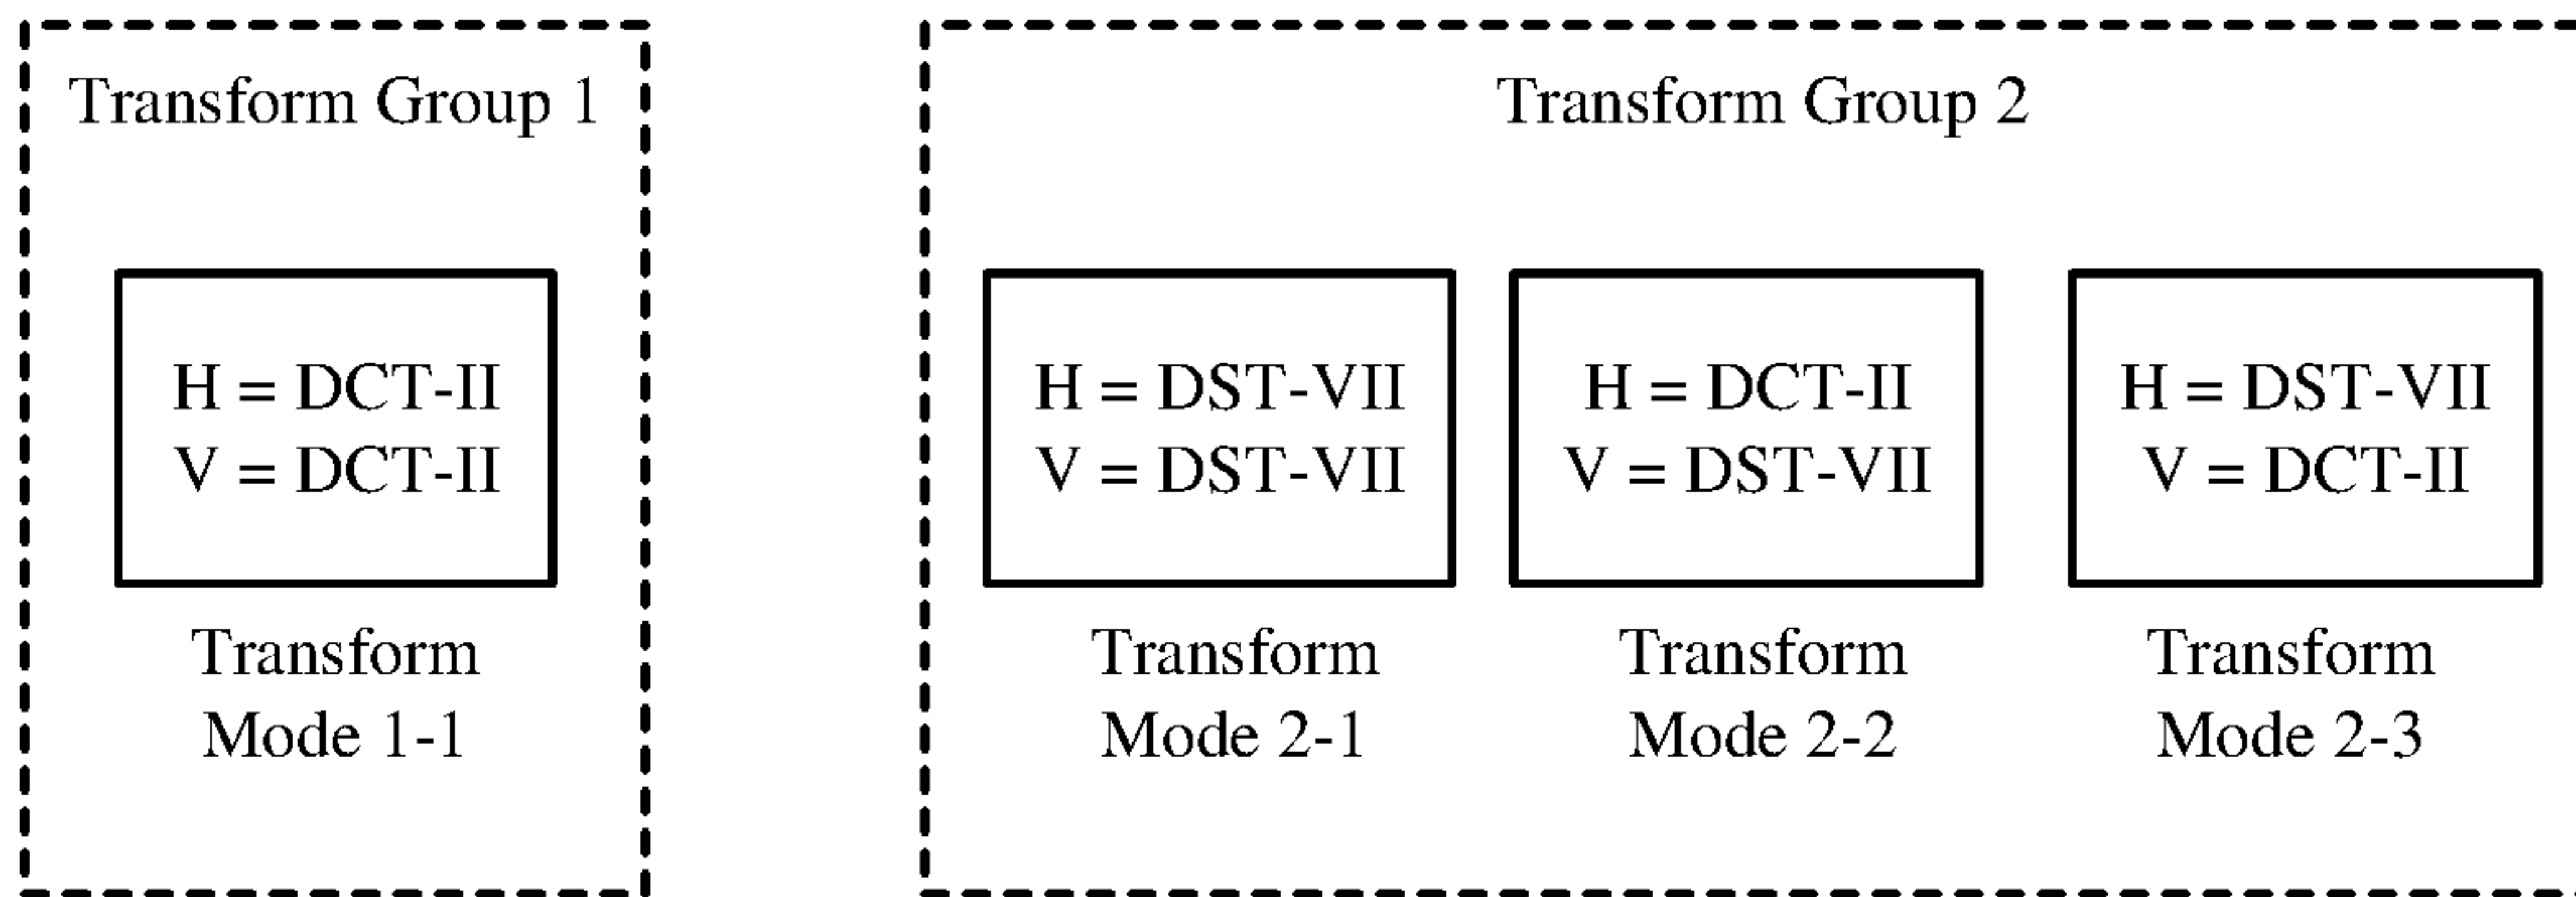 Transform Group 1
H = DCT-II
V = DCT-II
Transform
Mode 1-1
Transform Group 2
H = DST-VII
V = DST-VII
Transform
Mode 2-1
H = DCT-II
V = DST-VII
Transform
Mode 2-2
H = DST-VII
V = DCT-II
Transform
Mode 2-3